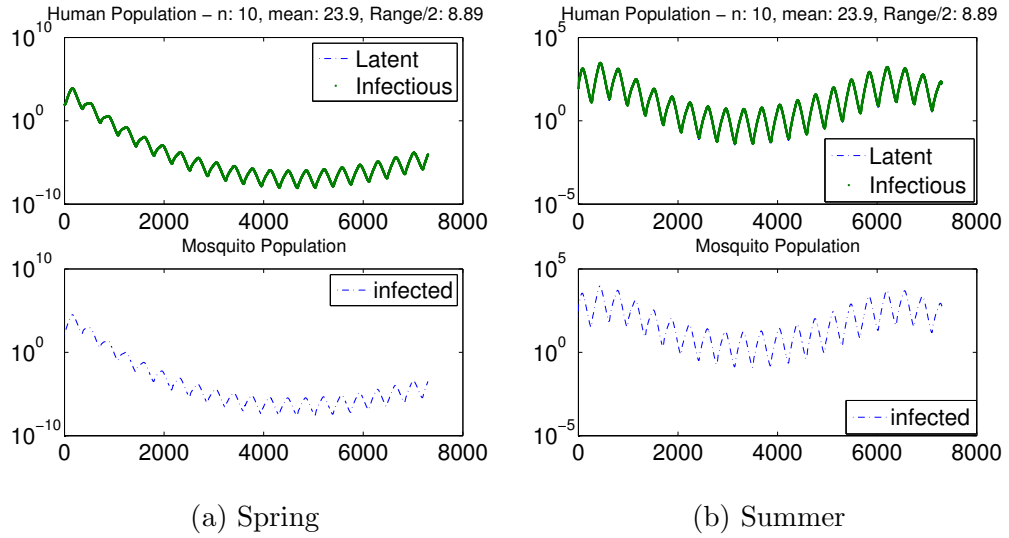 Human Population − n: 10, mean: 23.9, Range/2: 8.89
10^10
10^0
10^−10
Latent
Infectious
0 2000 4000 6000 8000
Mosquito Population
10^10
10^0
10^−10
infected
0 2000 4000 6000 8000
(a) Spring
Human Population − n: 10, mean: 23.9, Range/2: 8.89
10^5
10^0
10^−5
Latent
Infectious
0 2000 4000 6000 8000
Mosquito Population
10^5
10^0
10^−5
infected
0 2000 4000 6000 8000
(b) Summer